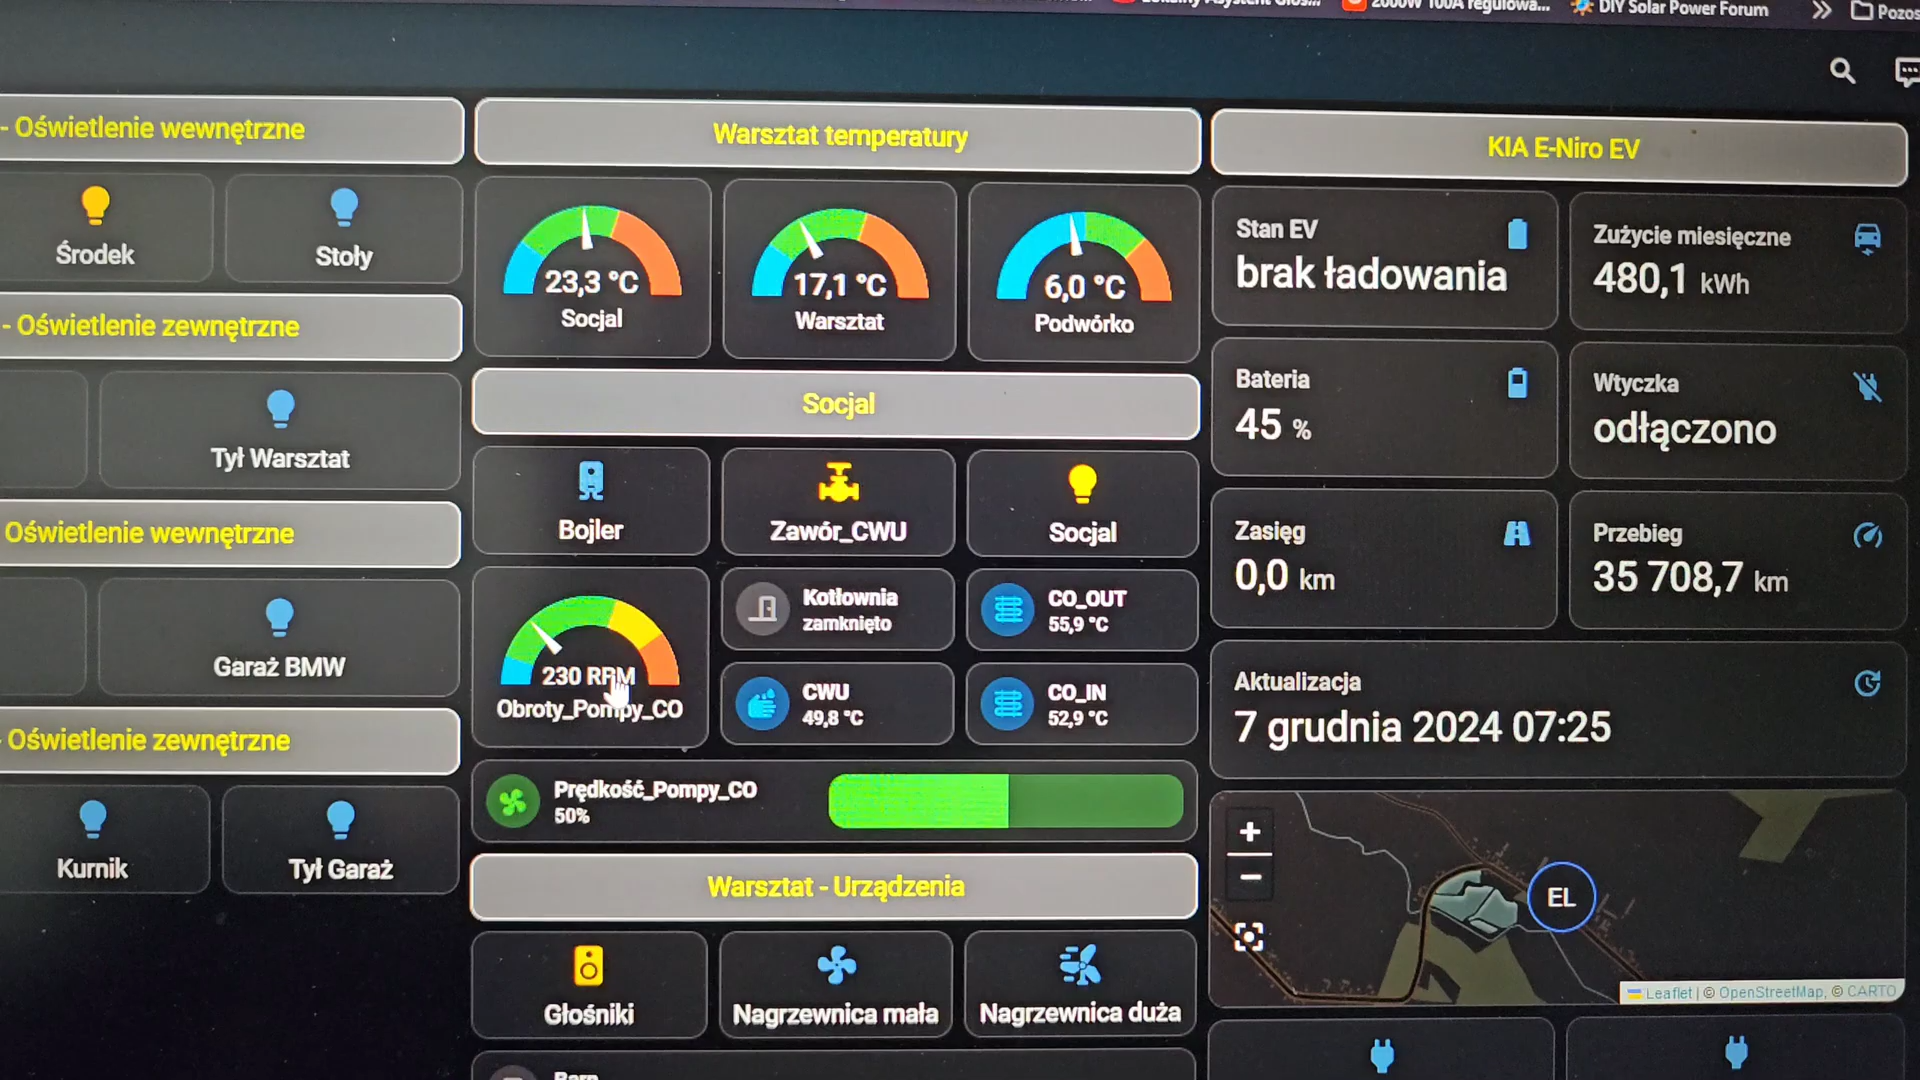 2000W 100A regulowa...
DIY Solar Power Forum
Pozos
- Oświetlenie wewnętrzne
Środek
Stoły
- Oświetlenie zewnętrzne
Tył Warsztat
Oświetlenie wewnętrzne
Garaż BMW
- Oświetlenie zewnętrzne
Kurnik
Tył Garaż
Warsztat temperatury
23,3 °C
Socjal
17,1 °C
Warsztat
6,0 °C
Podwórko
Socjal
Bojler
Zawór_CWU
Socjal
230 RPM
Obroty_Pompy_CO
Kotłownia
zamknięto
CO_OUT
55,9 °C
CWU
49,8 °C
CO_IN
52,9 °C
Prędkość_Pompy_CO
50%
Warsztat - Urządzenia
Głośniki
Nagrzewnica mała
Nagrzewnica duża
KIA E-Niro EV
Stan EV
brak ładowania
Zużycie miesięczne
480,1 kWh
Bateria
45 %
Wtyczka
odłączono
Zasięg
0,0 km
Przebieg
35 708,7 km
Aktualizacja
7 grudnia 2024 07:25
+
−
EL
Leaflet | © OpenStreetMap, © CARTO